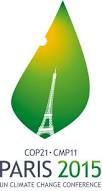 COP21 · CMP11
PARIS 2015
UN CLIMATE CHANGE CONFERENCE